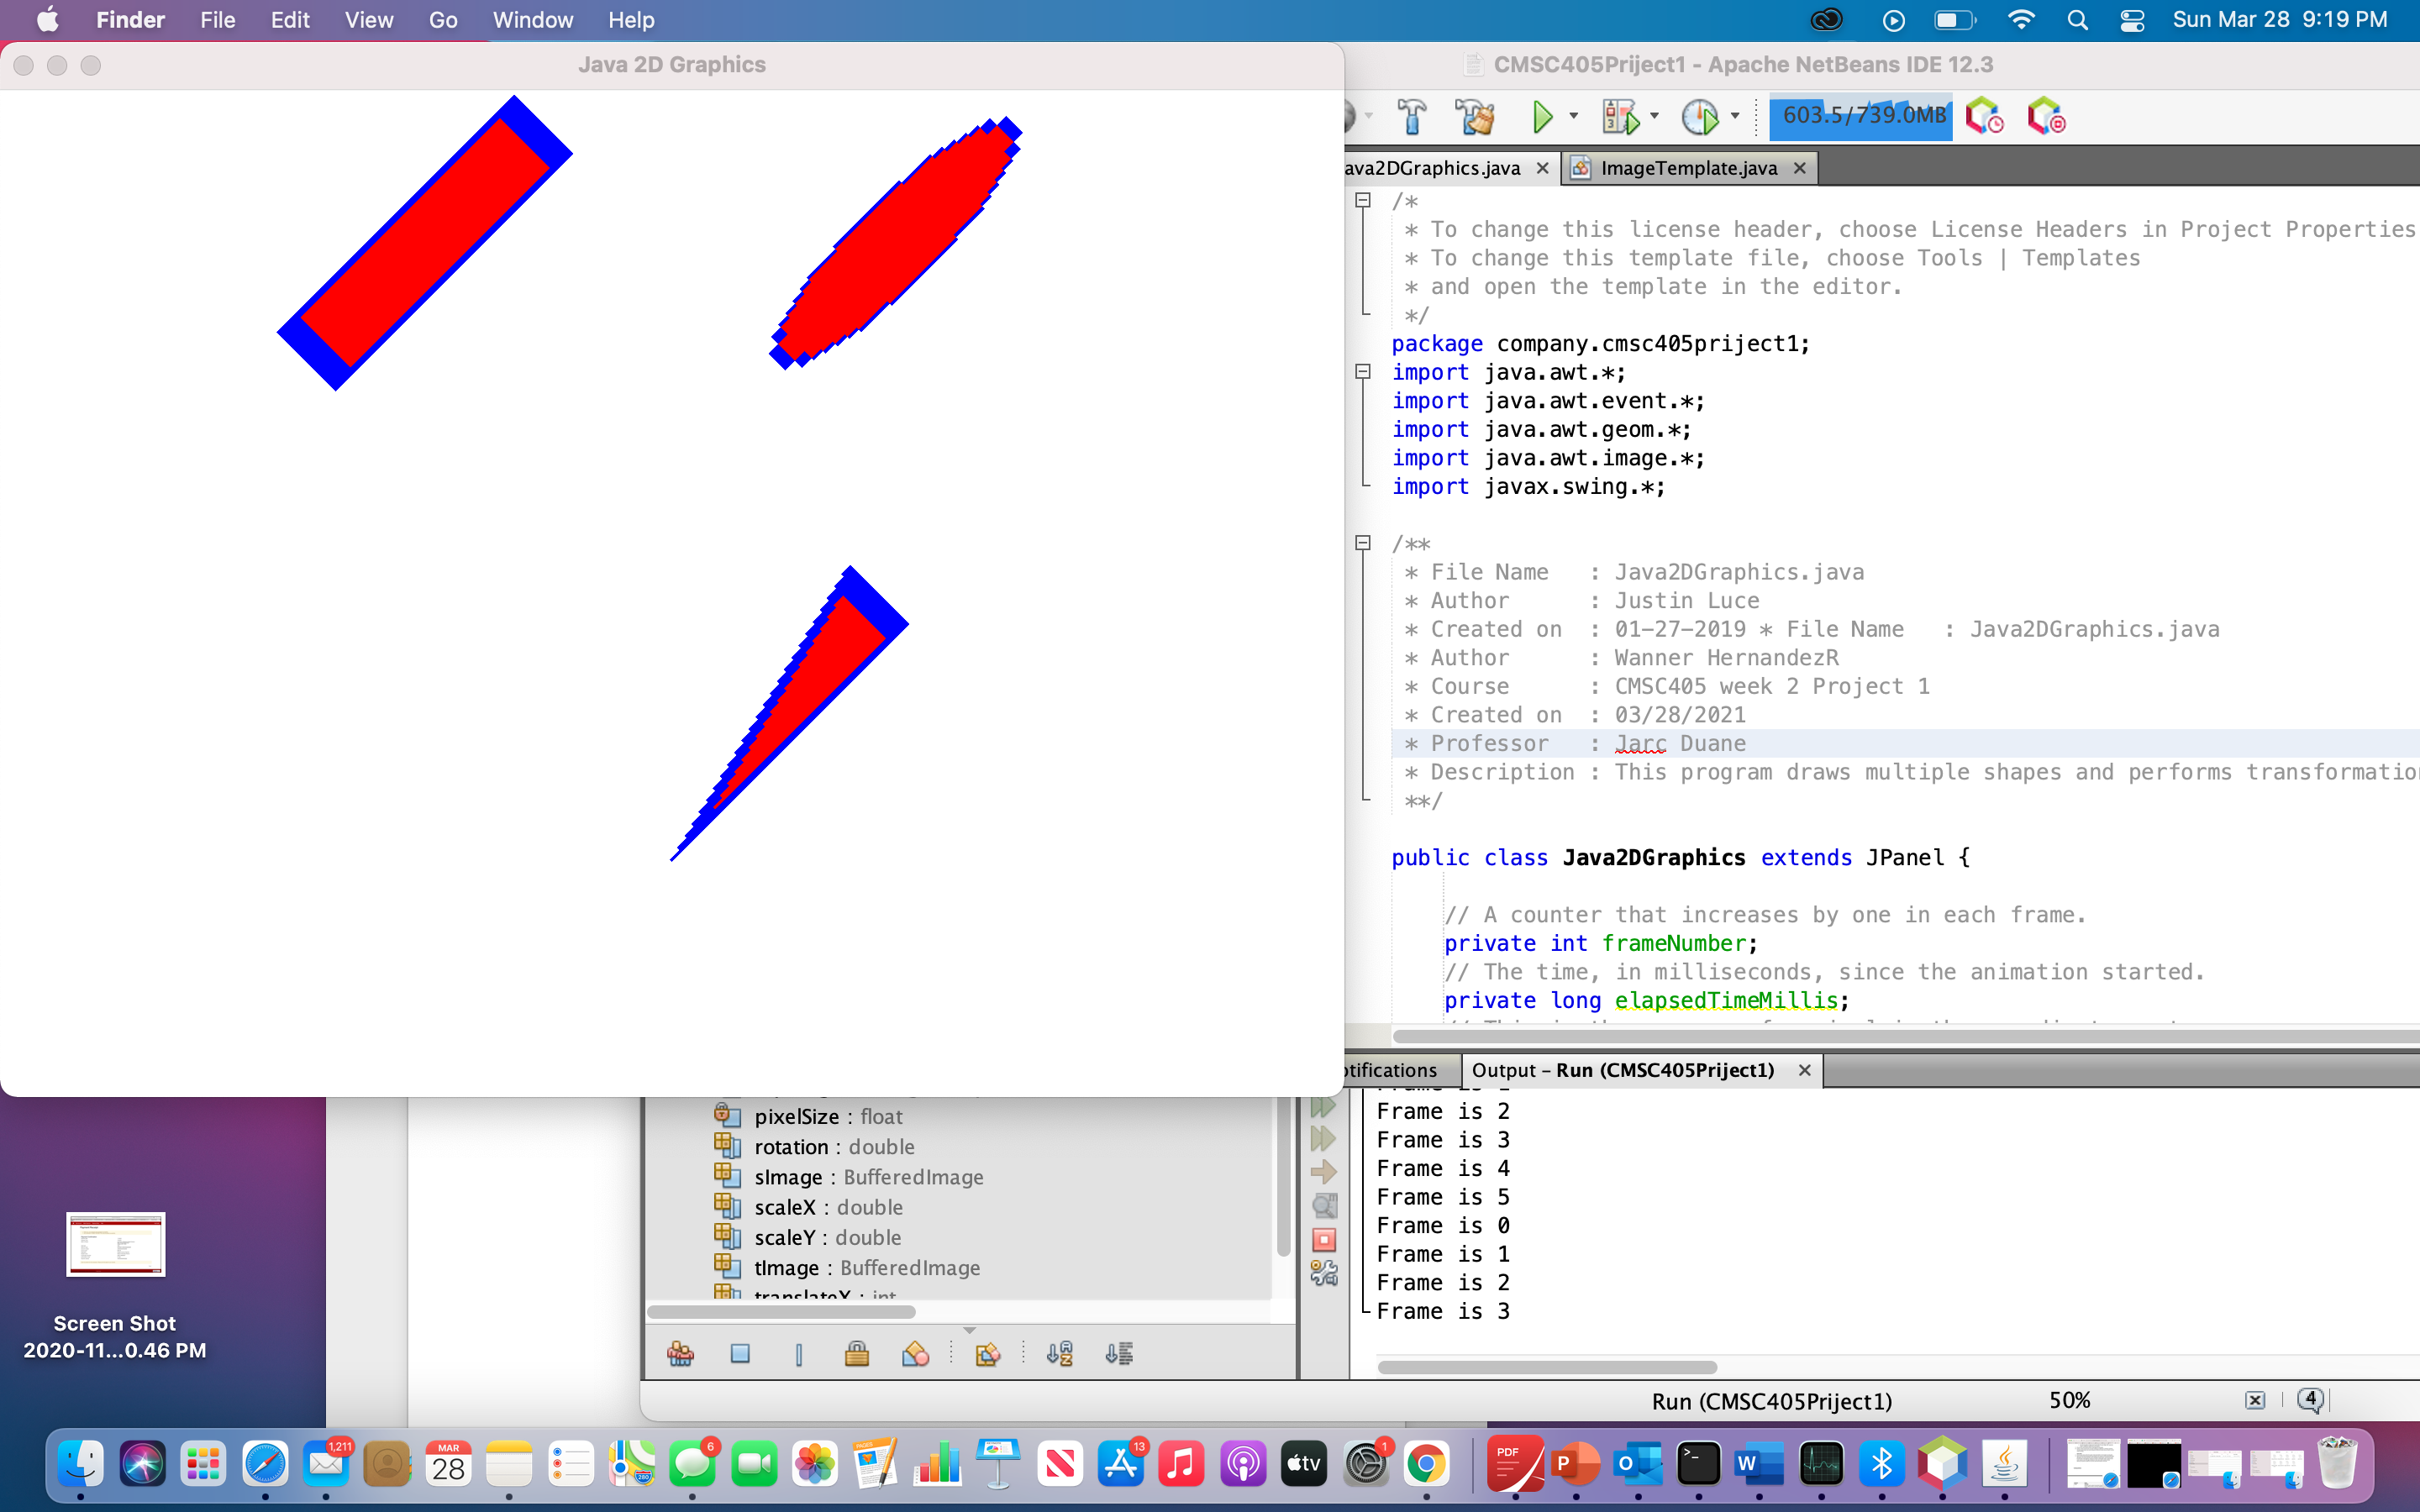 Finder File Edit View Go Window Help
Sun Mar 28 9:19 PM
Java 2D Graphics
CMSC405Priject1 - Apache NetBeans IDE 12.3
603.5/739.0MB
ava2DGraphics.java
ImageTemplate.java
/*
* To change this license header, choose License Headers in Project Properties
* To change this template file, choose Tools | Templates
* and open the template in the editor.
*/
package company.cmsc405priject1;
import java.awt.*;
import java.awt.event.*;
import java.awt.geom.*;
import java.awt.image.*;
import javax.swing.*;
/**
* File Name : Java2DGraphics.java
* Author : Justin Luce
* Created on : 01-27-2019 * File Name : Java2DGraphics.java
* Author : Wanner HernandezR
* Course : CMSC405 week 2 Project 1
* Created on : 03/28/2021
* Professor : Jarc Duane
* Description : This program draws multiple shapes and performs transformatio
**/
public class Java2DGraphics extends JPanel {
// A counter that increases by one in each frame.
private int frameNumber;
// The time, in milliseconds, since the animation started.
private long elapsedTimeMillis;
otifications
Output – Run (CMSC405Priject1)
Frame is 2
Frame is 3
Frame is 4
Frame is 5
Frame is 0
Frame is 1
Frame is 2
Frame is 3
pixelSize : float
rotation : double
sImage : BufferedImage
scaleX : double
scaleY : double
tImage : BufferedImage
translateX : int
Run (CMSC405Priject1)
50%
4
Screen Shot
2020-11...0.46 PM
1,211
MAR
28
6
280
PAGES
13
tv
1
PDF
P
O
>_
W